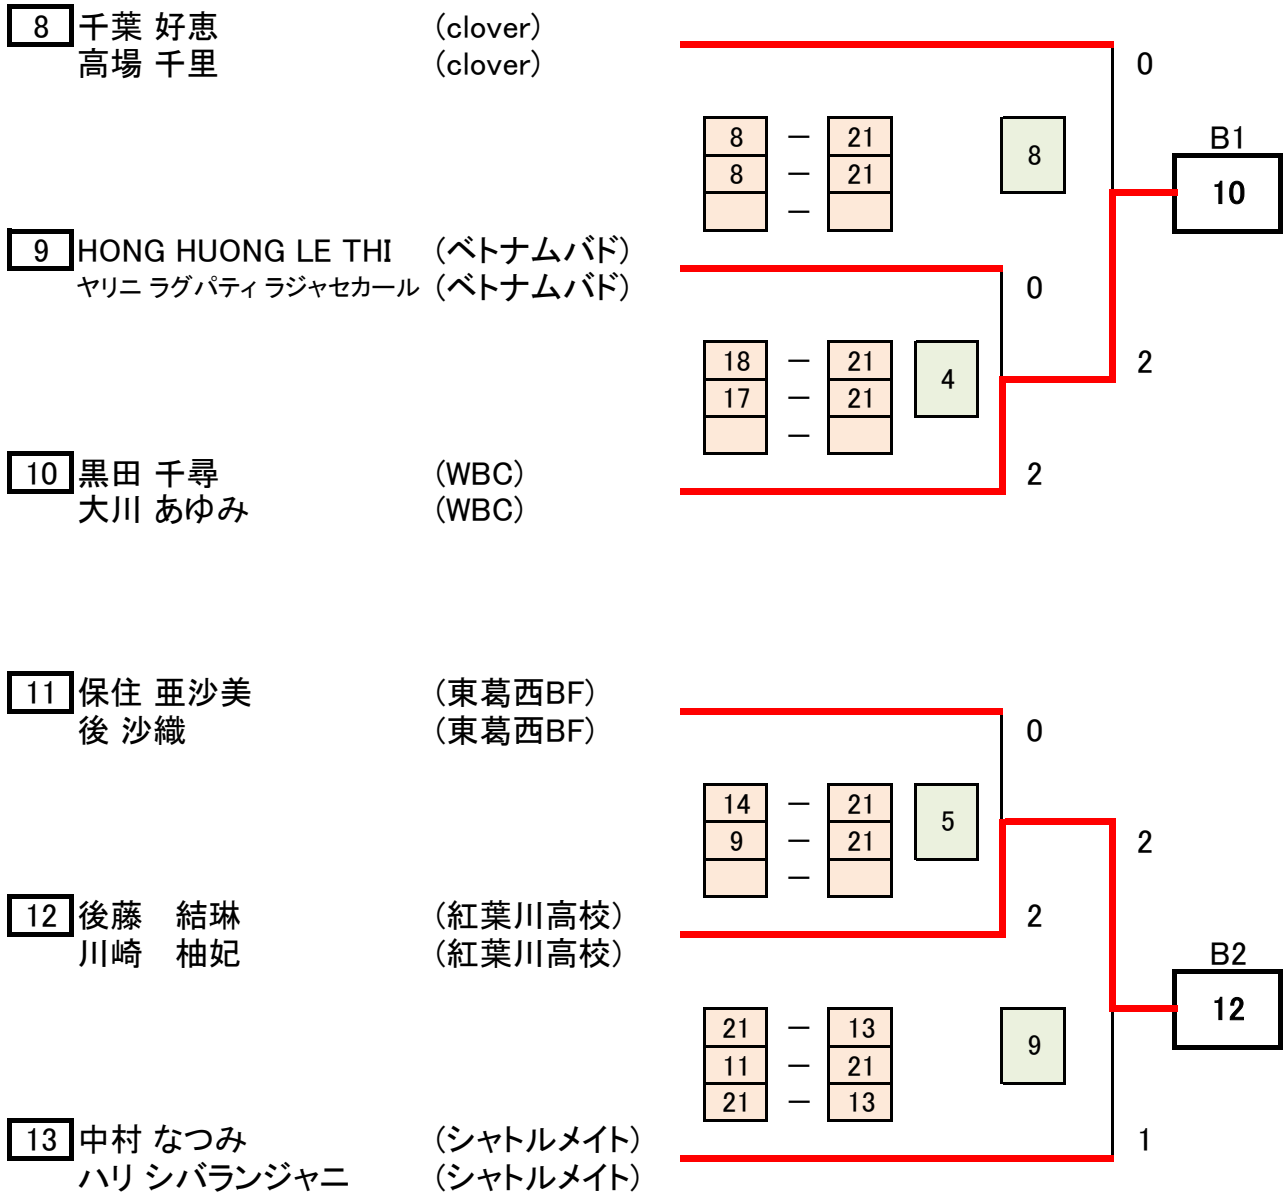 8 千葉 好恵 (clover)
高場 千里 (clover)
0
8 － 21
8 － 21
－
8
B1
10
9 HONG HUONG LE THI (ベトナムバド)
ヤリニ ラグパティ ラジャセカール (ベトナムバド)
0
18 － 21
17 － 21
－
4
2
10 黒田 千尋 (WBC)
大川 あゆみ (WBC)
2
11 保住 亜沙美 (東葛西BF)
後 沙織 (東葛西BF)
0
14 － 21
9 － 21
－
5
2
12 後藤　結琳 (紅葉川高校)
川崎　柚妃 (紅葉川高校)
2
B2
12
21 － 13
11 － 21
21 － 13
9
13 中村 なつみ (シャトルメイト)
ハリ シバランジャニ (シャトルメイト)
1